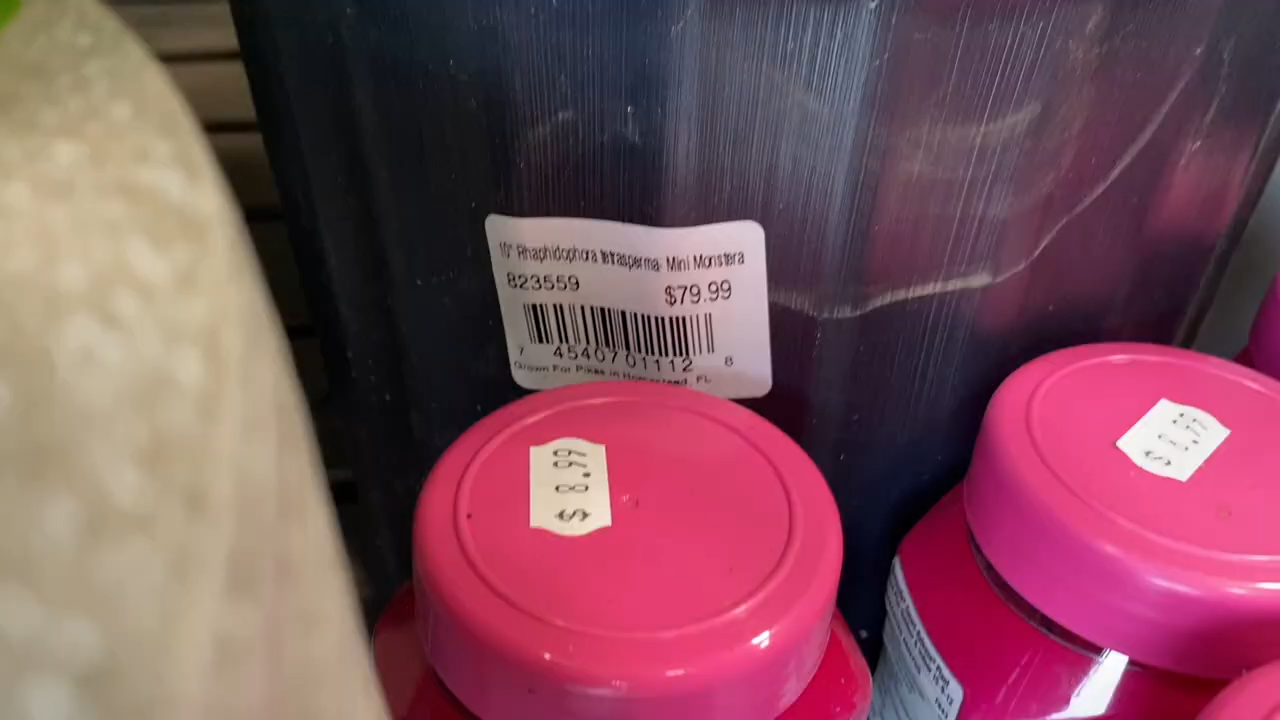 10" Rhaphidophora tetrasperma Mini Monstera
823559 $79.99
7 45407 01112 8
Grown For Pikes in Homestead, FL
$ 8.99